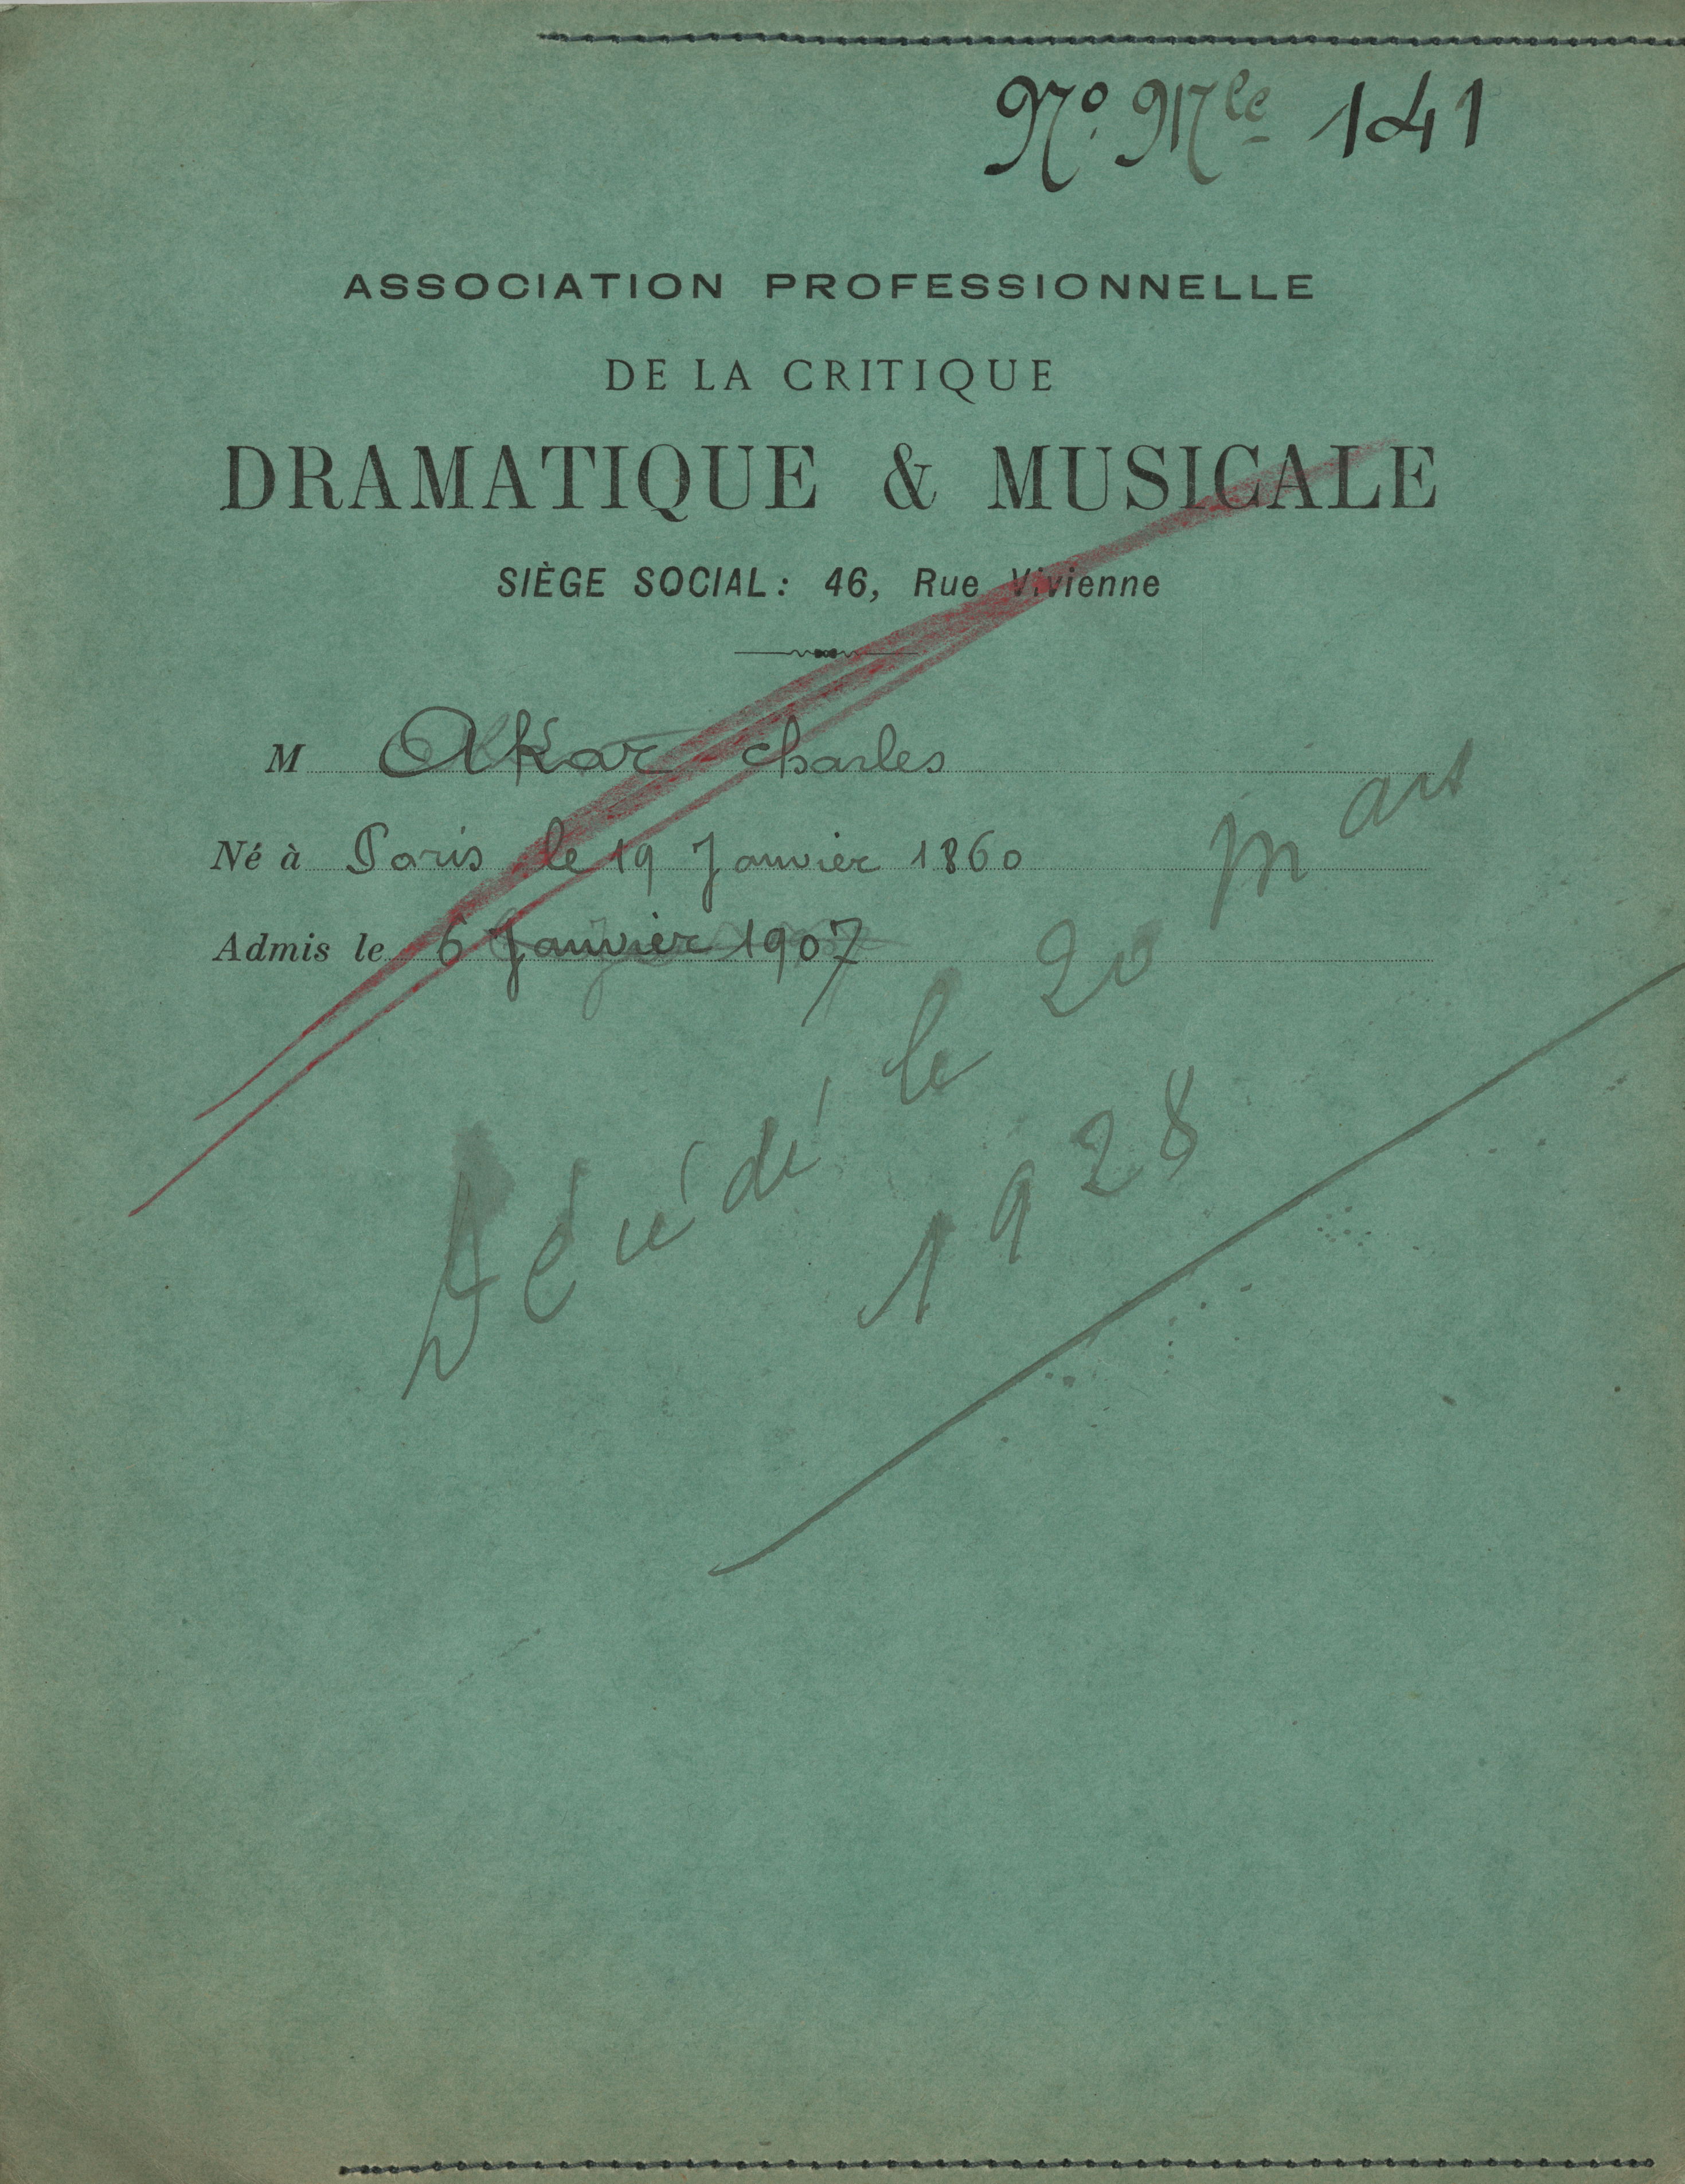 No. Mle 141
ASSOCIATION PROFESSIONNELLE
DE LA CRITIQUE
DRAMATIQUE & MUSICALE
SIÈGE SOCIAL: 46, Rue Vivienne
M Akar Charles
Né à Paris le 19 Janvier 1860
Admis le 6 Janvier 1907
Décédé le 20 mars
1928